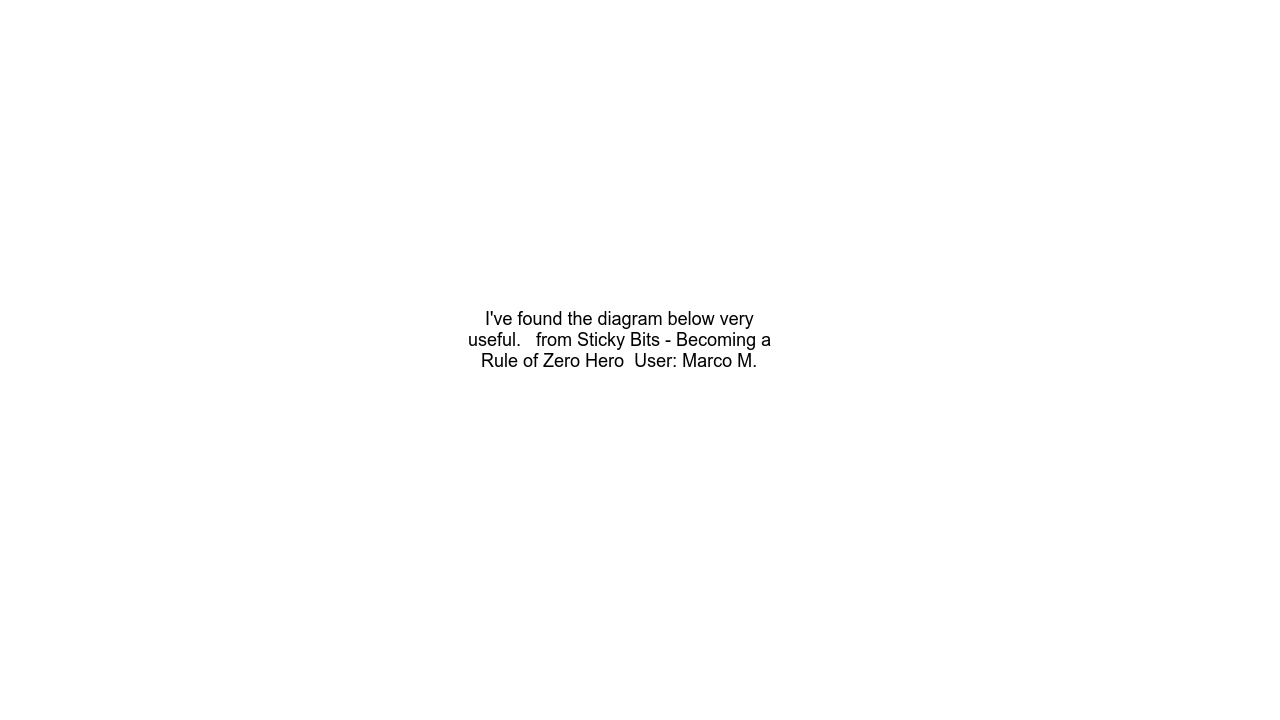 I've found the diagram below very
useful.   from Sticky Bits - Becoming a
Rule of Zero Hero  User: Marco M.